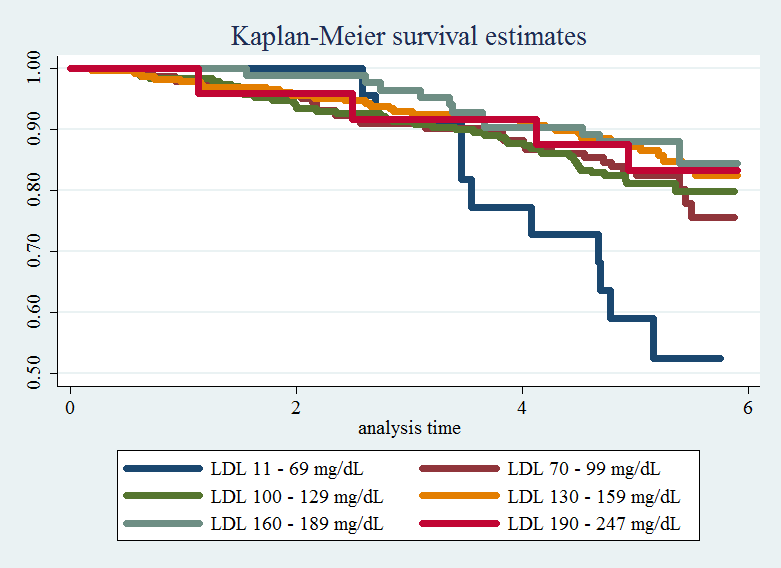 Kaplan-Meier survival estimates
1.00
0.90
0.80
0.70
0.60
0.50
0 2 4 6
analysis time
LDL 11 - 69 mg/dL LDL 70 - 99 mg/dL
LDL 100 - 129 mg/dL LDL 130 - 159 mg/dL
LDL 160 - 189 mg/dL LDL 190 - 247 mg/dL